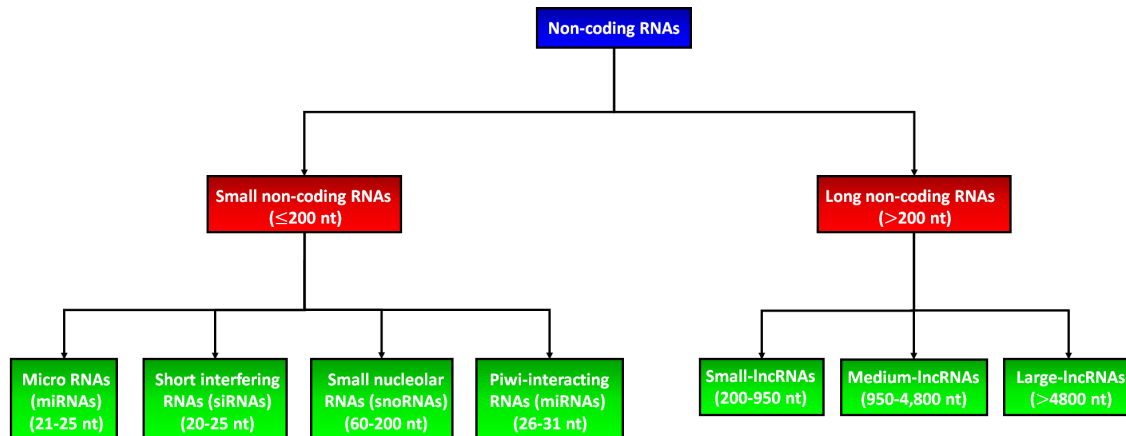 Non-coding RNAs
Small non-coding RNAs
(≤200 nt)
Long non-coding RNAs
(>200 nt)
Micro RNAs
(miRNAs)
(21-25 nt)
Short interfering
RNAs (siRNAs)
(20-25 nt)
Small nucleolar
RNAs (snoRNAs)
(60-200 nt)
Piwi-interacting
RNAs (miRNAs)
(26-31 nt)
Small-lncRNAs
(200-950 nt)
Medium-lncRNAs
(950-4,800 nt)
Large-lncRNAs
(>4800 nt)